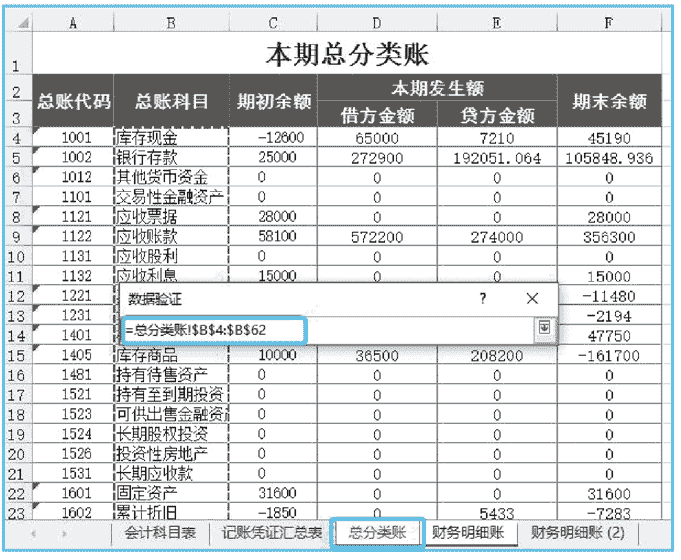 A B C D E F
1 本期总分类账
2 总账代码 总账科目 期初余额 本期发生额 期末余额
3 借方金额 贷方金额
4 1001 库存现金 -12600 65000 7210 45190
5 1002 银行存款 25000 272900 192051.064 105848.936
6 1012 其他货币资金 0 0 0 0
7 1101 交易性金融资产 0 0 0 0
8 1121 应收票据 28000 0 0 28000
9 1122 应收账款 58100 572200 274000 356300
10 1131 应收股利 0 0 0 0
11 1132 应收利息 15000 0 0 15000
12 1221 -11480
数据验证 ? ×
13 1231 -2194
=总分类账!$B$4:$B$62
14 1401 47750
15 1405 库存商品 10000 36500 208200 -161700
16 1481 持有待售资产 0 0 0 0
17 1521 持有至到期投资 0 0 0 0
18 1523 可供出售金融资 0 0 0 0
19 1524 长期股权投资 0 0 0 0
20 1526 投资性房地产 0 0 0 0
21 1531 长期应收款 0 0 0 0
22 1601 固定资产 31600 0 0 31600
23 1602 累计折旧 -1850 0 5433 -7283
会计科目表 记账凭证汇总表 总分类账 财务明细账 财务明细账 (2)